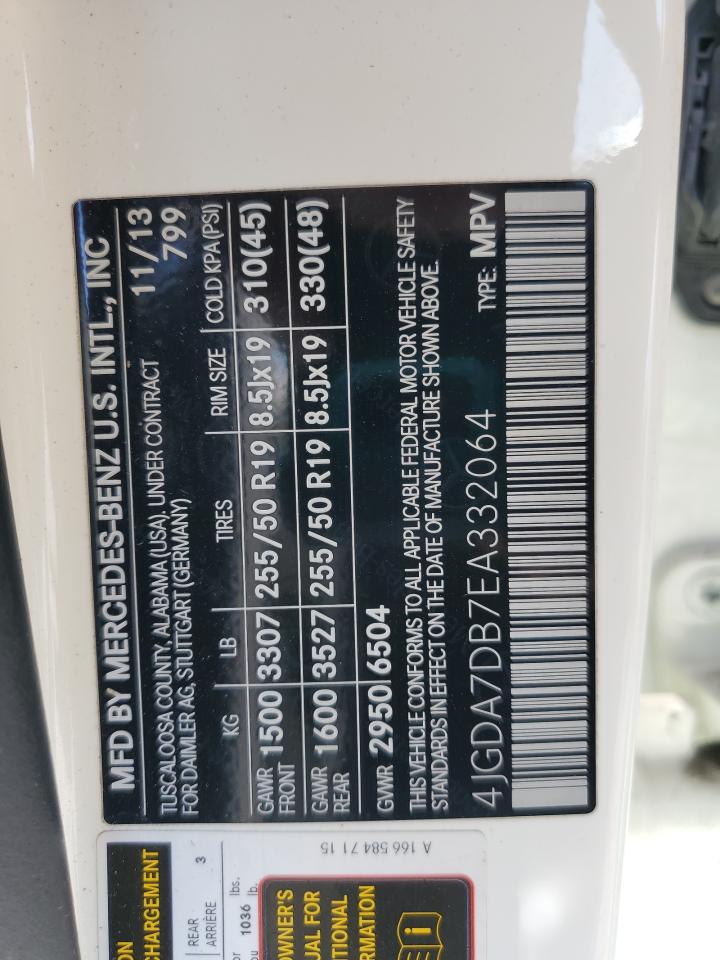 MFD BY MERCEDES-BENZ U.S. INTL., INC
TUSCALOOSA COUNTY, ALABAMA (USA), UNDER CONTRACT 11/13
FOR DAIMLER AG, STUTTGART (GERMANY) 799
KG LB TIRES RIM SIZE COLD KPA(PSI)
GAWR FRONT 1500 3307 255/50 R19 8.5Jx19 310(45)
GAWR REAR 1600 3527 255/50 R19 8.5Jx19 330(48)
GVWR 2950 6504
THIS VEHICLE CONFORMS TO ALL APPLICABLE FEDERAL MOTOR VEHICLE SAFETY
STANDARDS IN EFFECT ON THE DATE OF MANUFACTURE SHOWN ABOVE.
4JGDA7DB7EA332064 TYPE: MPV
CHARGEMENT
REAR
ARRIÈRE 3
1036 lbs.
lb.
OWNER'S
FOR
A 166 584 71 15